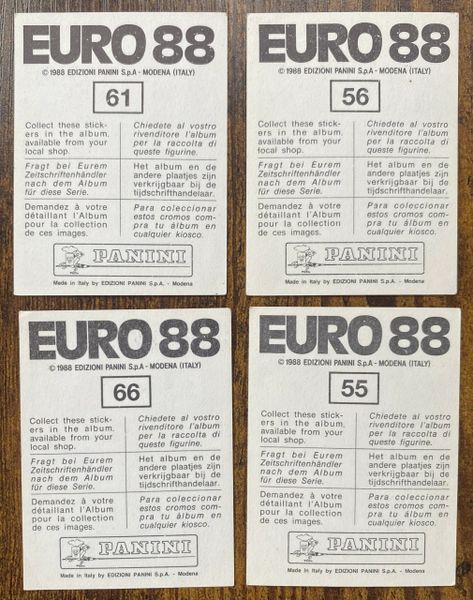 EURO 88
© 1988 EDIZIONI PANINI S.p.A - MODENA (ITALY)
61
Collect these stick-
ers in the album,
available from your
local shop.
Chiedete al vostro
rivenditore l'album
per la raccolta di
queste figurine.
Fragt bei Eurem
Zeitschriftenhändler
nach dem Album
für diese Serie.
Het album en de
andere plaatjes zijn
verkrijgbaar bij de
tijdschrifthandelaar.
Demandez à votre
détaillant l'Album
pour la collection
de ces images.
Para coleccionar
estos cromos com-
pra tu álbum en
cualquier kiosco.
PANINI
Made in Italy by EDIZIONI PANINI S.p.A. - Modena
EURO 88
© 1988 EDIZIONI PANINI S.p.A - MODENA (ITALY)
56
Collect these stick-
ers in the album,
available from your
local shop.
Chiedete al vostro
rivenditore l'album
per la raccolta di
queste figurine.
Fragt bei Eurem
Zeitschriftenhändler
nach dem Album
für diese Serie.
Het album en de
andere plaatjes zijn
verkrijgbaar bij de
tijdschrifthandelaar.
Demandez à votre
détaillant l'Album
pour la collection
de ces images.
Para coleccionar
estos cromos com-
pra tu álbum en
cualquier kiosco.
PANINI
Made in Italy by EDIZIONI PANINI S.p.A. - Modena
EURO 88
© 1988 EDIZIONI PANINI S.p.A - MODENA (ITALY)
66
Collect these stick-
ers in the album,
available from your
local shop.
Chiedete al vostro
rivenditore l'album
per la raccolta di
queste figurine.
Fragt bei Eurem
Zeitschriftenhändler
nach dem Album
für diese Serie.
Het album en de
andere plaatjes zijn
verkrijgbaar bij de
tijdschrifthandelaar.
Demandez à votre
détaillant l'Album
pour la collection
de ces images.
Para coleccionar
estos cromos com-
pra tu álbum en
cualquier kiosco.
PANINI
Made in Italy by EDIZIONI PANINI S.p.A. - Modena
EURO 88
© 1988 EDIZIONI PANINI S.p.A - MODENA (ITALY)
55
Collect these stick-
ers in the album,
available from your
local shop.
Chiedete al vostro
rivenditore l'album
per la raccolta di
queste figurine.
Fragt bei Eurem
Zeitschriftenhändler
nach dem Album
für diese Serie.
Het album en de
andere plaatjes zijn
verkrijgbaar bij de
tijdschrifthandelaar.
Demandez à votre
détaillant l'Album
pour la collection
de ces images.
Para coleccionar
estos cromos com-
pra tu álbum en
cualquier kiosco.
PANINI
Made in Italy by EDIZIONI PANINI S.p.A. - Modena